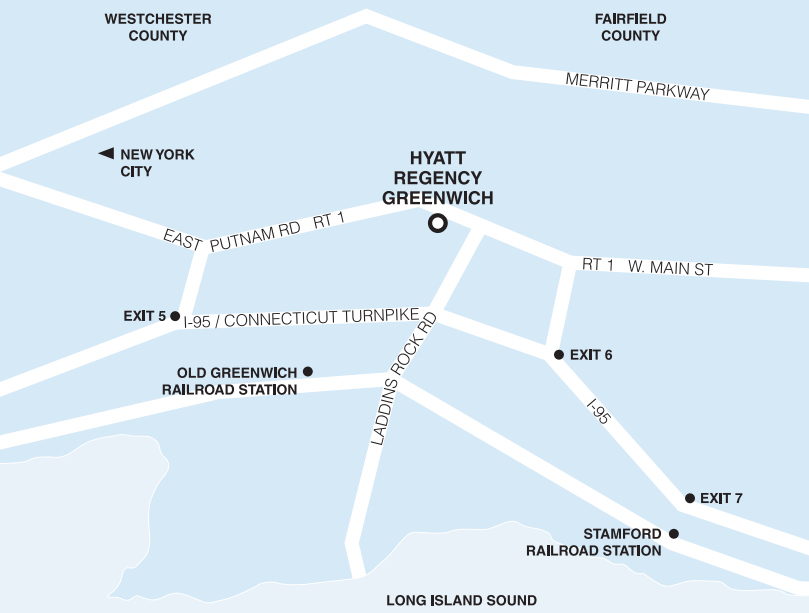 WESTCHESTER
COUNTY
FAIRFIELD
COUNTY
MERRITT PARKWAY
NEW YORK
CITY
HYATT
REGENCY
GREENWICH
EAST PUTNAM RD RT 1
RT 1 W. MAIN ST
EXIT 5
I-95 / CONNECTICUT TURNPIKE
LADDINS ROCK RD
EXIT 6
OLD GREENWICH
RAILROAD STATION
I-95
EXIT 7
STAMFORD
RAILROAD STATION
LONG ISLAND SOUND